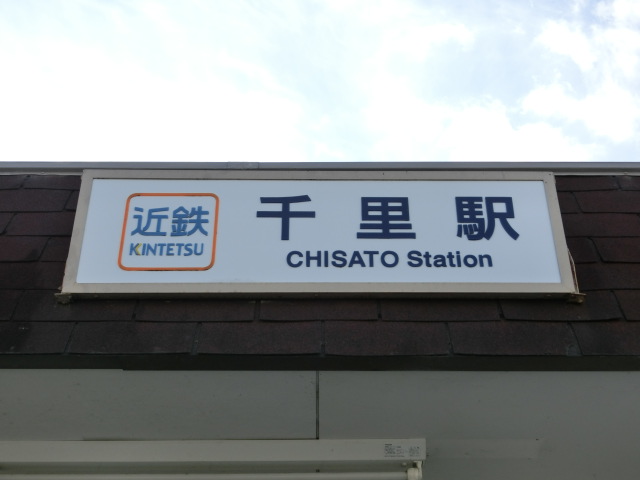 近鉄
KINTETSU
千里駅
CHISATO Station